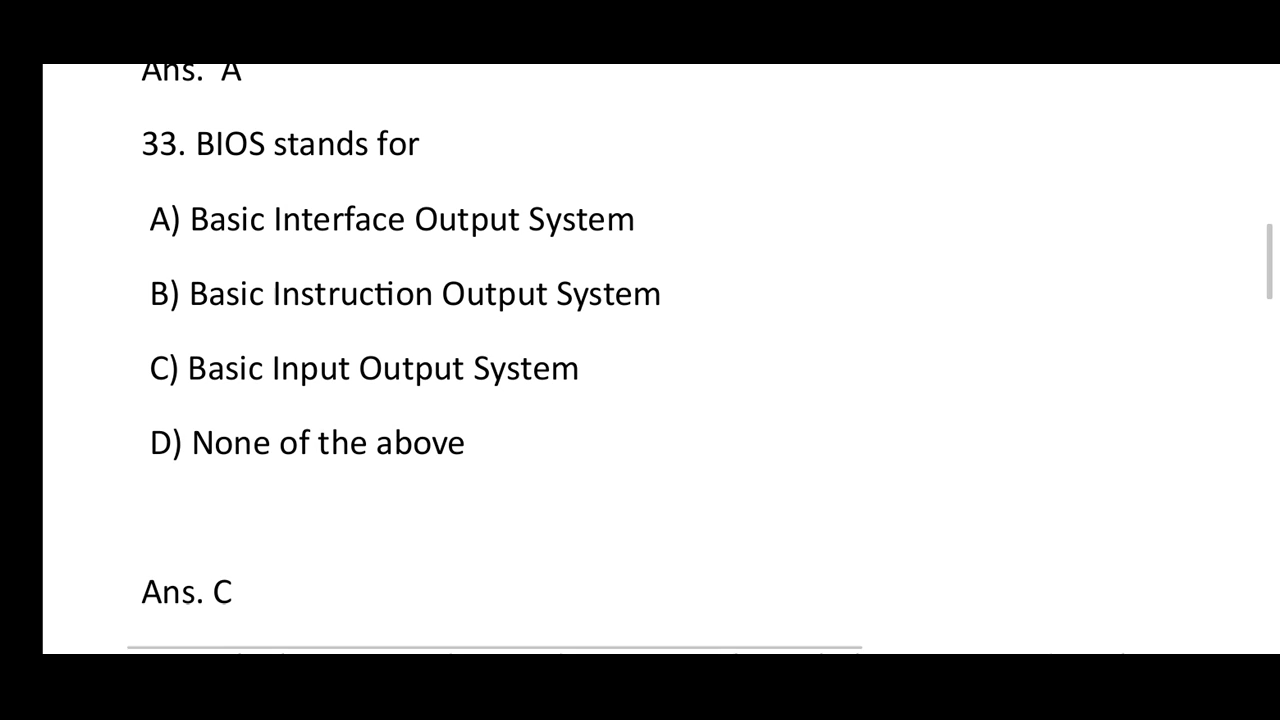 Ans. A
33. BIOS stands for
A) Basic Interface Output System
B) Basic Instruction Output System
C) Basic Input Output System
D) None of the above
Ans. C